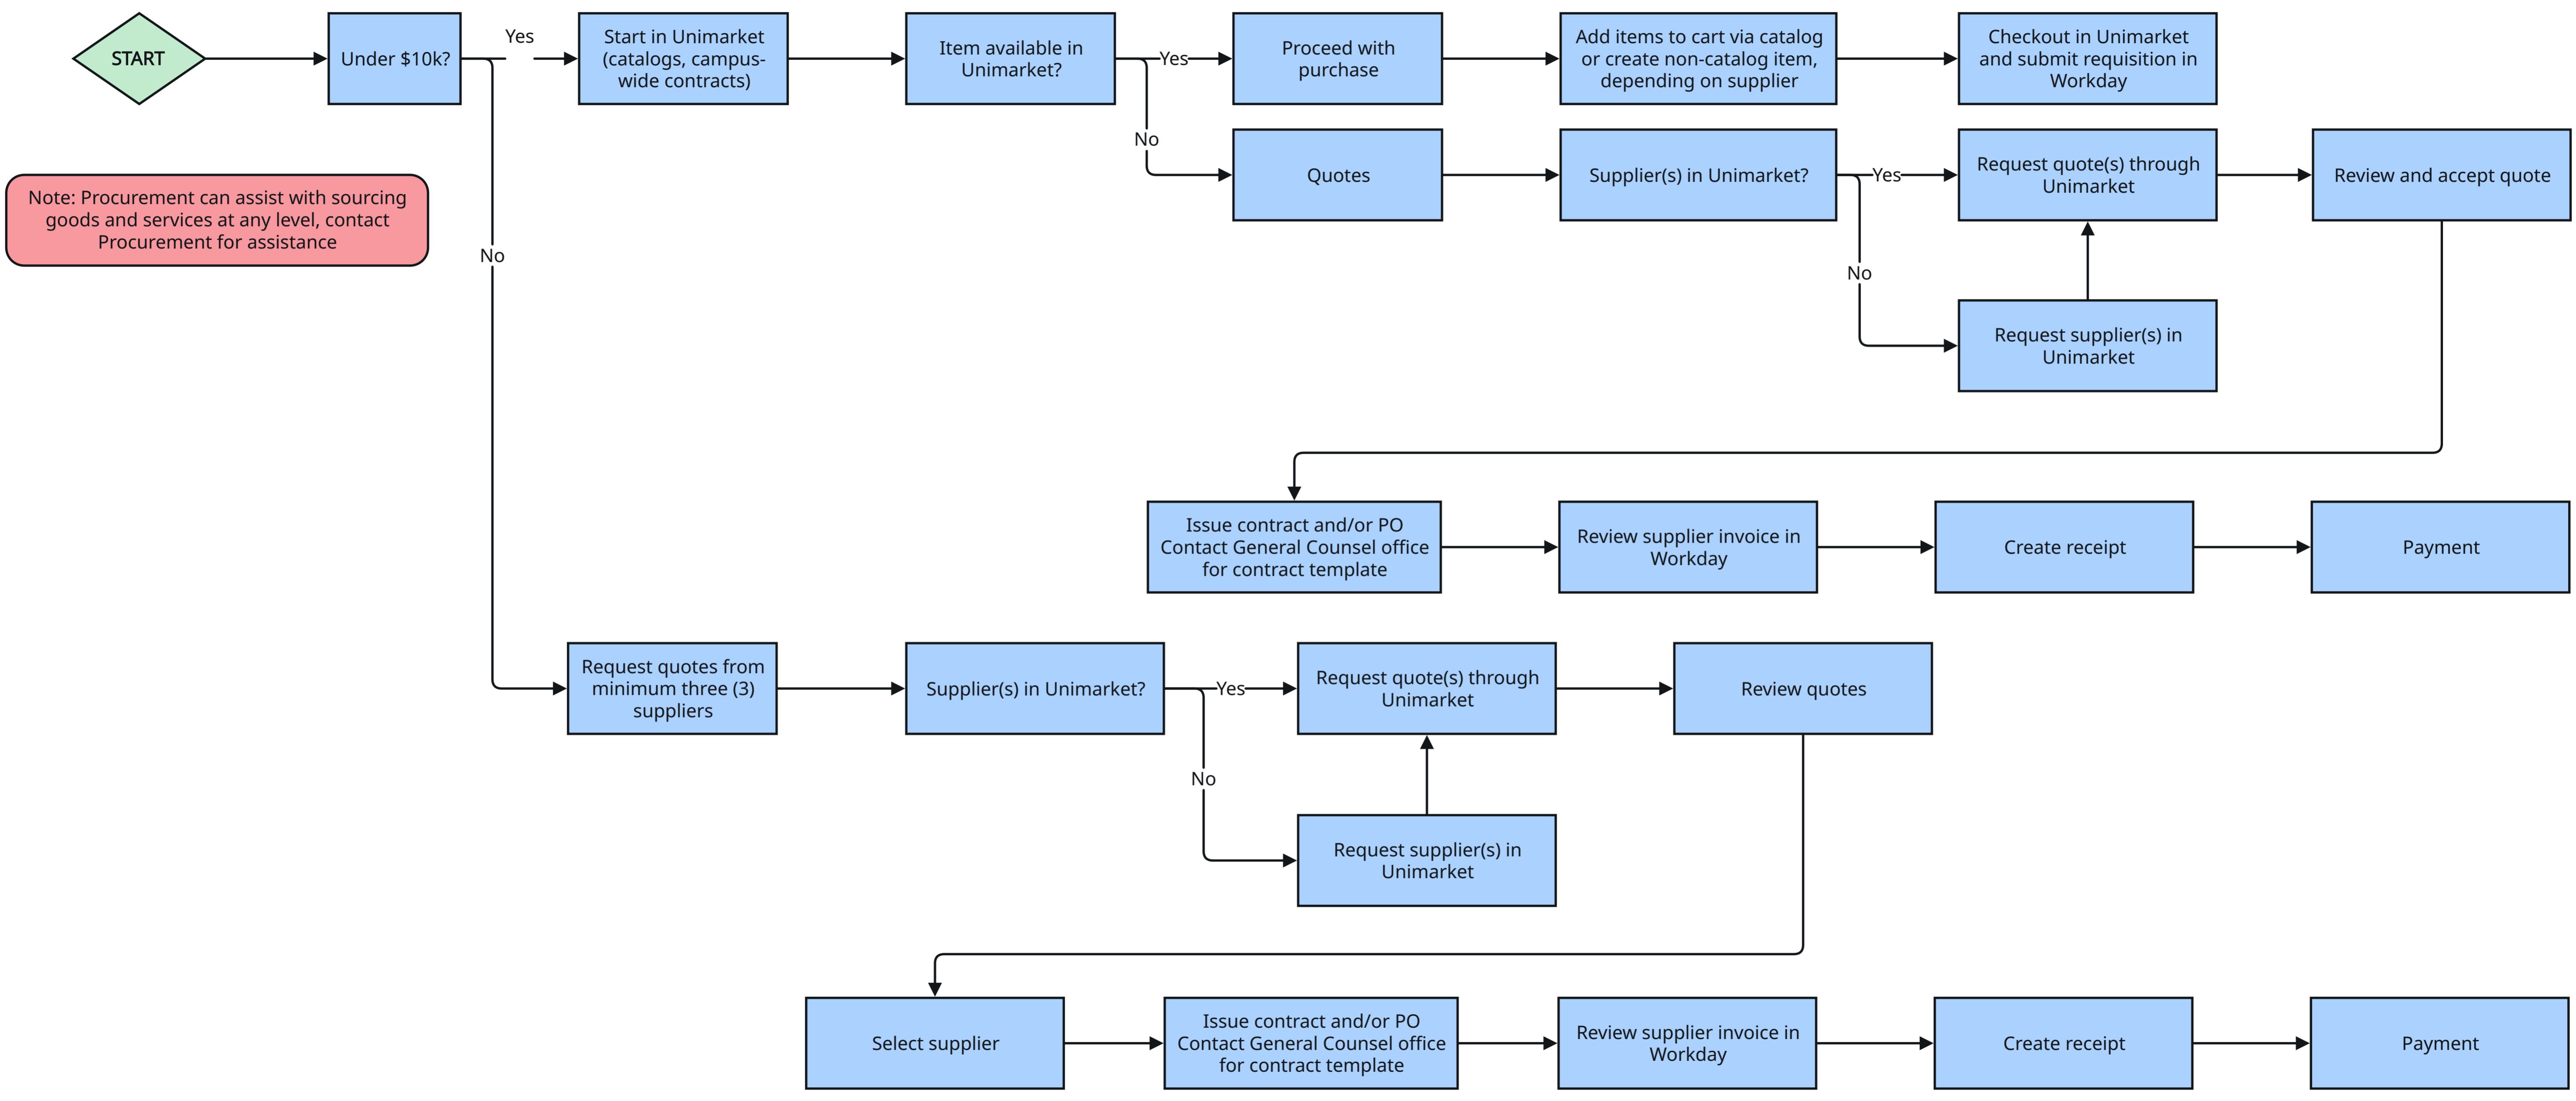 START
Under $10k?
Yes
Start in Unimarket
(catalogs, campus-
wide contracts)
Item available in
Unimarket?
Yes
Proceed with
purchase
Add items to cart via catalog
or create non-catalog item,
depending on supplier
Checkout in Unimarket
and submit requisition in
Workday
No
Quotes
Supplier(s) in Unimarket?
Yes
Request quote(s) through
Unimarket
Review and accept quote
Note: Procurement can assist with sourcing
goods and services at any level, contact
Procurement for assistance
No
No
Request supplier(s) in
Unimarket
Issue contract and/or PO
Contact General Counsel office
for contract template
Review supplier invoice in
Workday
Create receipt
Payment
Request quotes from
minimum three (3)
suppliers
Supplier(s) in Unimarket?
Yes
Request quote(s) through
Unimarket
Review quotes
No
Request supplier(s) in
Unimarket
Select supplier
Issue contract and/or PO
Contact General Counsel office
for contract template
Review supplier invoice in
Workday
Create receipt
Payment